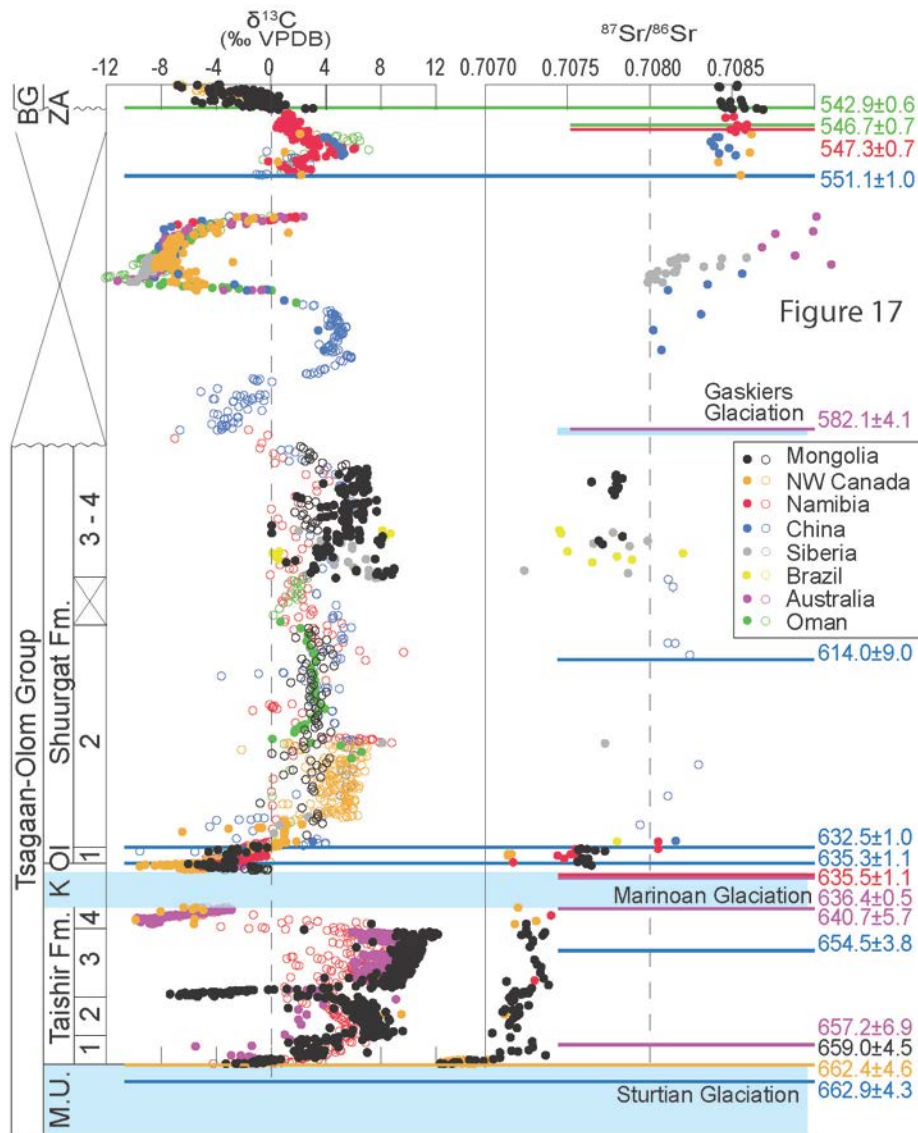 δ¹³C
(‰ VPDB)
⁸⁷Sr/⁸⁶Sr
-12 -8 -4 0 4 8 12 0.7070 0.7075 0.7080 0.7085
BG ZA
542.9±0.6
546.7±0.7
547.3±0.7
551.1±1.0
Figure 17
Gaskiers
Glaciation
582.1±4.1
Mongolia
NW Canada
Namibia
China
Siberia
Brazil
Australia
Oman
Tsagaan-Olom Group
Shuurgat Fm.
3 - 4
2
614.0±9.0
Ol
1
632.5±1.0
635.3±1.1
K
635.5±1.1
Marinoan Glaciation
636.4±0.5
640.7±5.7
Taishir Fm.
4
3
2
1
654.5±3.8
657.2±6.9
659.0±4.5
662.4±4.6
M.U.
662.9±4.3
Sturtian Glaciation